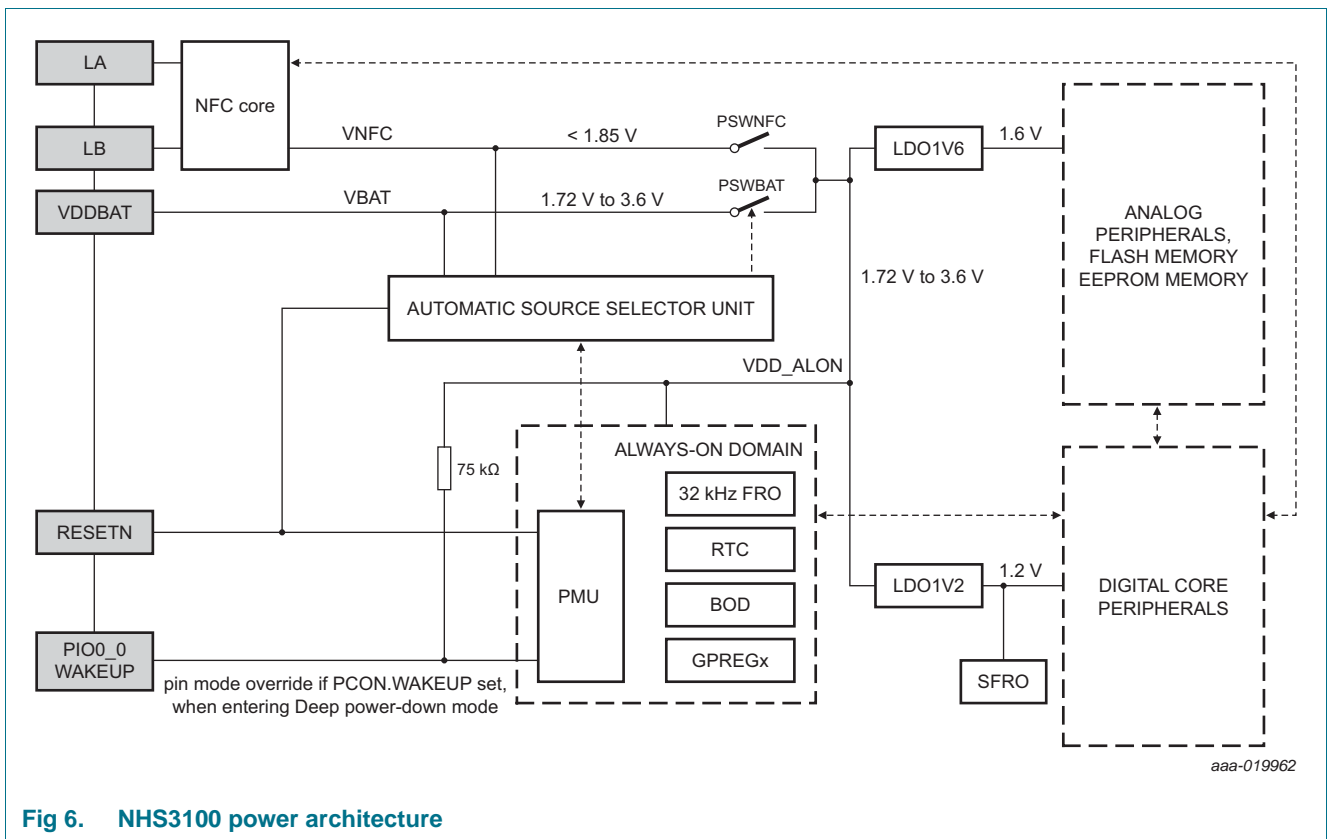 LA
NFC core
LB
VNFC
< 1.85 V
PSWNFC
LDO1V6
1.6 V
VDDBAT
VBAT
1.72 V to 3.6 V
PSWBAT
ANALOG
PERIPHERALS,
FLASH MEMORY
EEPROM MEMORY
1.72 V to 3.6 V
AUTOMATIC SOURCE SELECTOR UNIT
VDD_ALON
75 kΩ
ALWAYS-ON DOMAIN
32 kHz FRO
RTC
BOD
GPREGx
PMU
RESETN
PIO0_0
WAKEUP
pin mode override if PCON.WAKEUP set,
when entering Deep power-down mode
LDO1V2
1.2 V
SFRO
DIGITAL CORE
PERIPHERALS
aaa-019962
Fig 6. NHS3100 power architecture